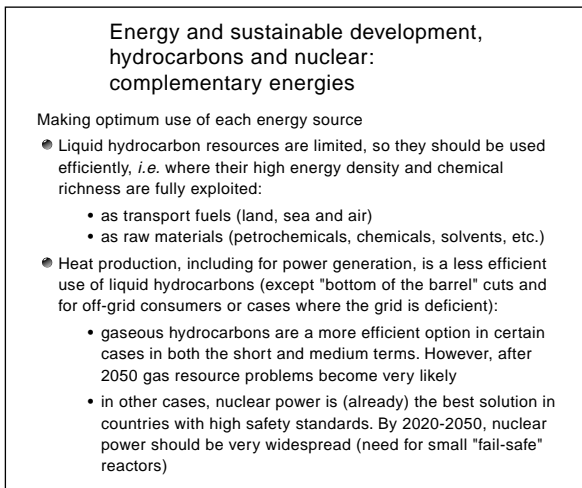 Energy and sustainable development,
hydrocarbons and nuclear:
complementary energies
Making optimum use of each energy source
Liquid hydrocarbon resources are limited, so they should be used
efficiently, i.e. where their high energy density and chemical
richness are fully exploited:
• as transport fuels (land, sea and air)
• as raw materials (petrochemicals, chemicals, solvents, etc.)
Heat production, including for power generation, is a less efficient
use of liquid hydrocarbons (except "bottom of the barrel" cuts and
for off-grid consumers or cases where the grid is deficient):
• gaseous hydrocarbons are a more efficient option in certain
cases in both the short and medium terms. However, after
2050 gas resource problems become very likely
• in other cases, nuclear power is (already) the best solution in
countries with high safety standards. By 2020-2050, nuclear
power should be very widespread (need for small "fail-safe"
reactors)